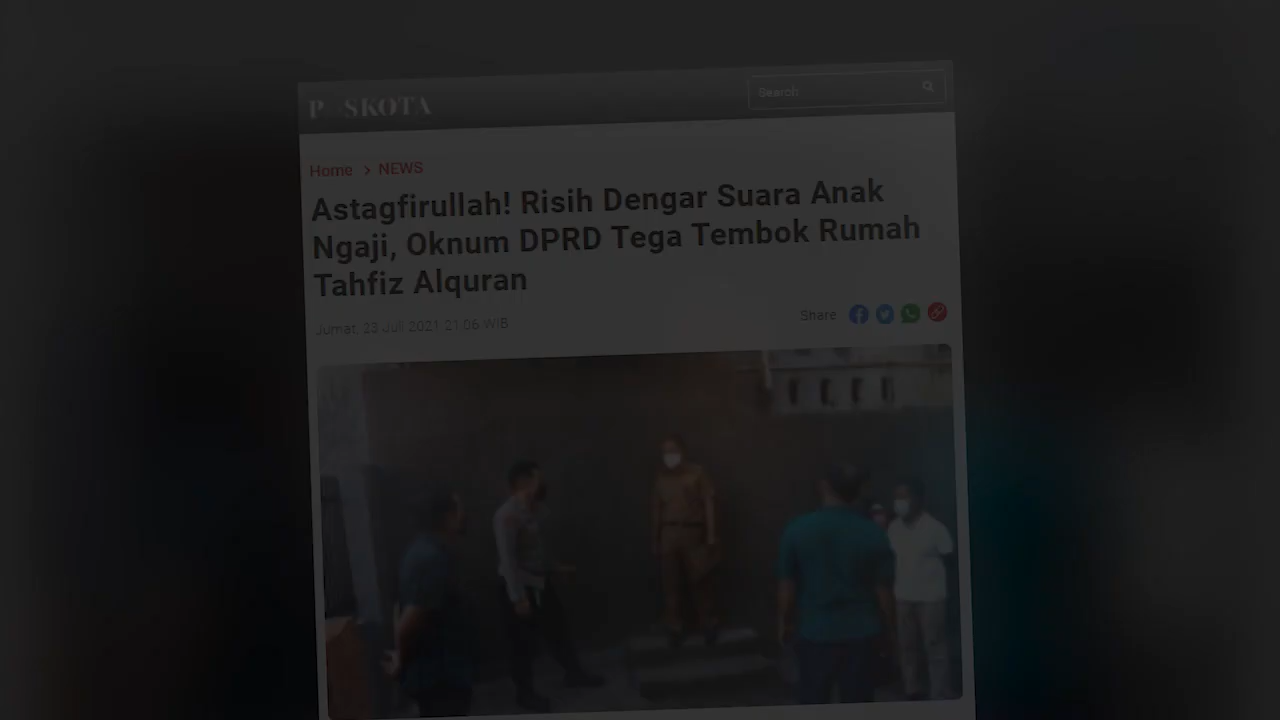 P SKOTA
Search
Home > NEWS
Astagfirullah! Risih Dengar Suara Anak
Ngaji, Oknum DPRD Tega Tembok Rumah
Tahfiz Alquran
Jumat, 23 Juli 2021 21:06 WIB
Share